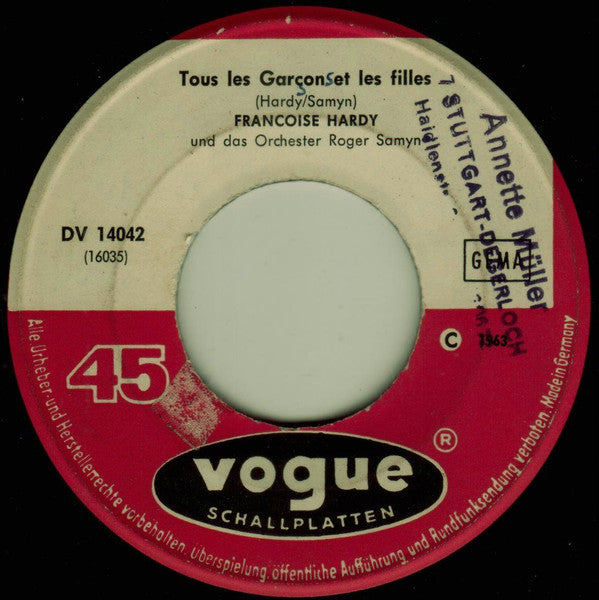 Tous les Garçons et les filles
(Hardy/Samyn)
FRANCOISE HARDY
und das Orchester Roger Samyn
DV 14042
(16035)
GEMA
Annette Müller
7 STUTTGART-DEGERLOCH
45
C 1963
vogue ®
SCHALLPLATTEN
Alle Urheber- und Herstellerrechte vorbehalten. Überspielung, öffentliche Aufführung und Rundfunksendung verboten. Made in Germany